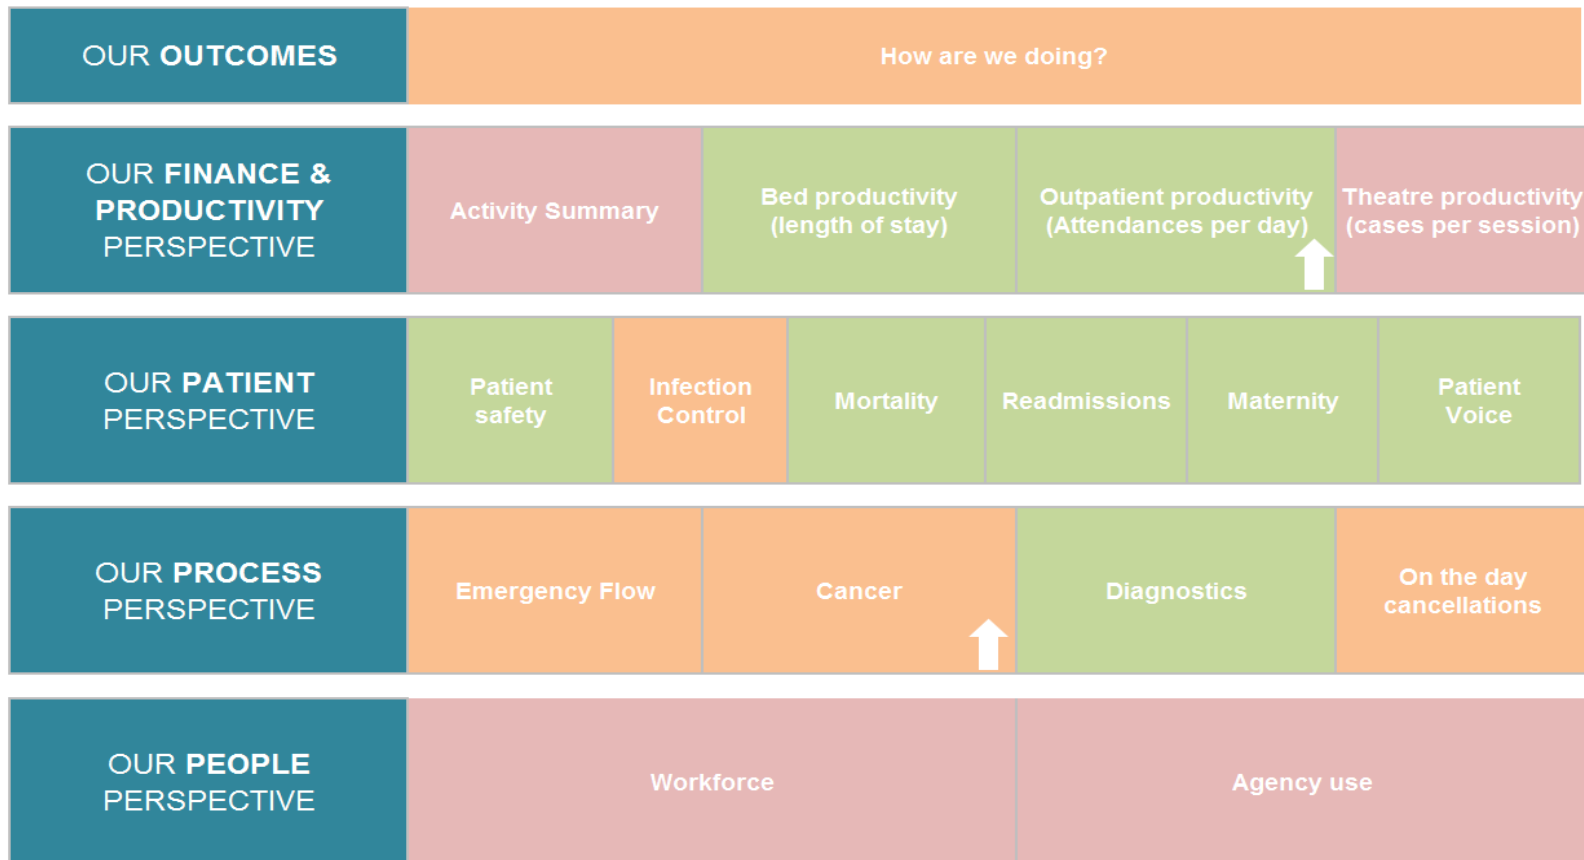 OUR OUTCOMES
How are we doing?
OUR FINANCE &
PRODUCTIVITY
PERSPECTIVE
Activity Summary
Bed productivity
(length of stay)
Outpatient productivity
(Attendances per day)
Theatre productivity
(cases per session)
OUR PATIENT
PERSPECTIVE
Patient
safety
Infection
Control
Mortality
Readmissions
Maternity
Patient
Voice
OUR PROCESS
PERSPECTIVE
Emergency Flow
Cancer
Diagnostics
On the day
cancellations
OUR PEOPLE
PERSPECTIVE
Workforce
Agency use